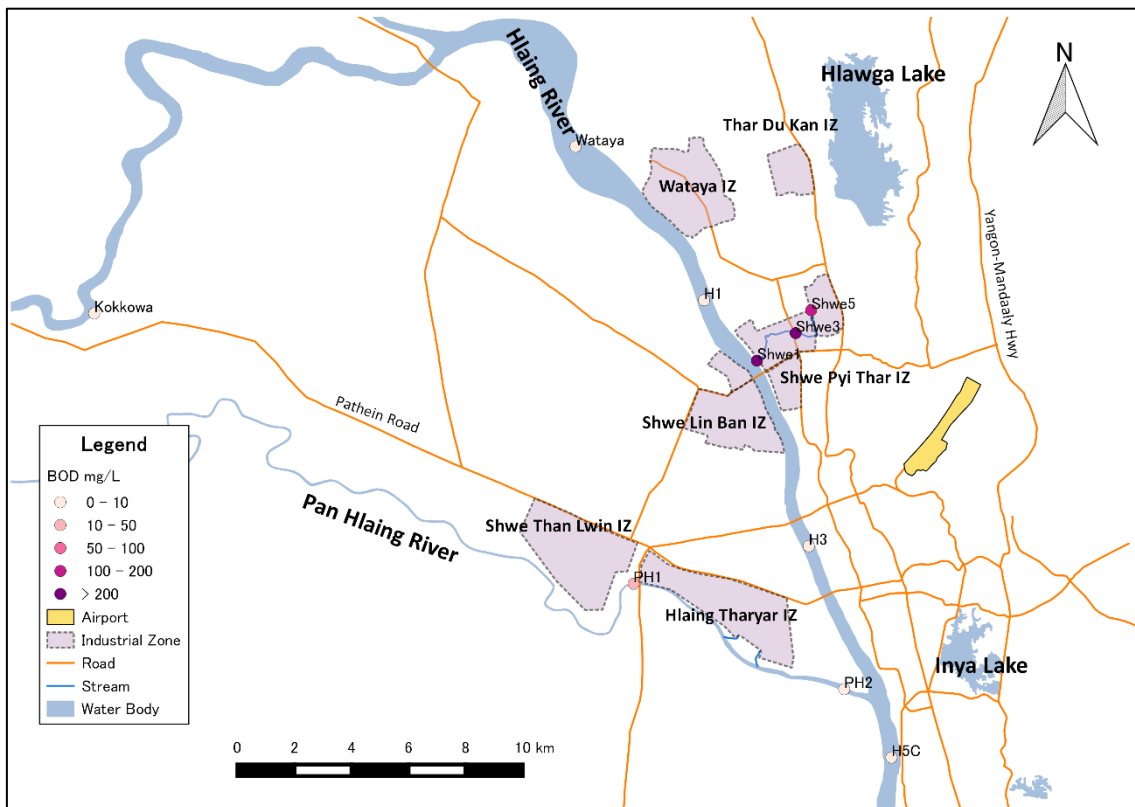 Hlaing River
Hlawga Lake
N
Thar Du Kan IZ
Wataya
Wataya IZ
Yangon-Mandaaly Hwy
Kokkowa
H1
Shwe5
Shwe3
Shwe1
Shwe Pyi Thar IZ
Shwe Lin Ban IZ
Pathein Road
Pan Hlaing River
Shwe Than Lwin IZ
H3
PH1
Hlaing Tharyar IZ
Inya Lake
PH2
H5C
Legend
BOD mg/L
0 - 10
10 - 50
50 - 100
100 - 200
> 200
Airport
Industrial Zone
Road
Stream
Water Body
0 2 4 6 8 10 km